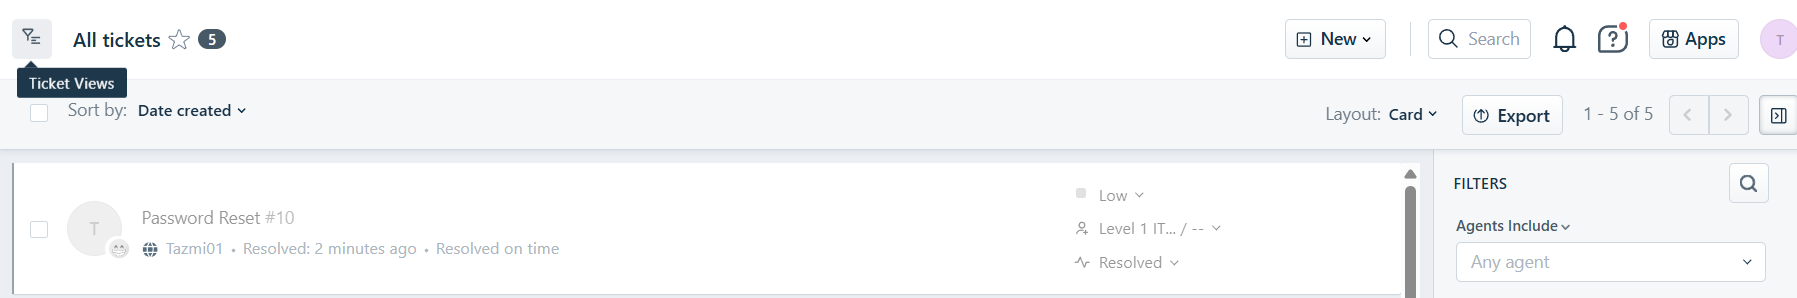 All tickets 5
New
Search
Apps
T
Ticket Views
Sort by: Date created
Layout: Card
Export
1 - 5 of 5
T
Password Reset #10
Tazmi01 • Resolved: 2 minutes ago • Resolved on time
Low
Level 1 IT... / --
Resolved
FILTERS
Agents Include
Any agent